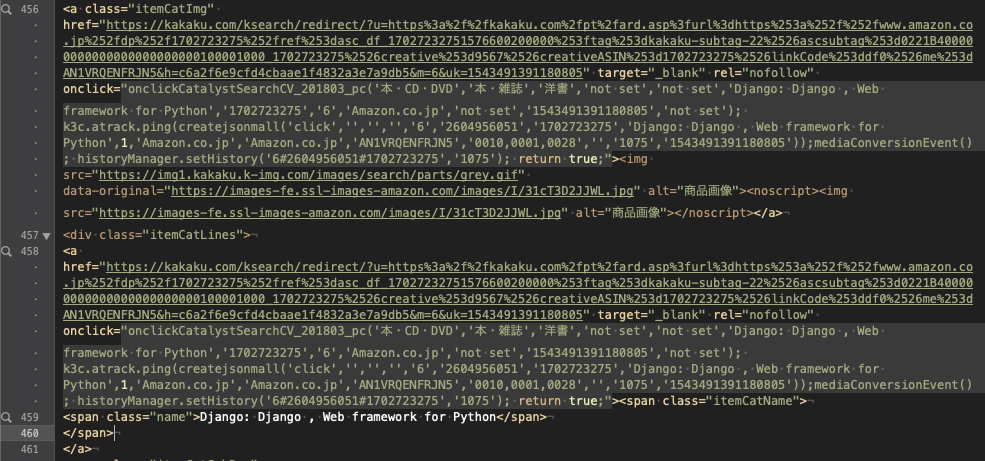 456 <a class="itemCatImg"
href="https://kakaku.com/ksearch/redirect/?u=https%3a%2f%2fkakaku.com%2fpt%2fard.asp%3furl%3dhttps%253a%252f%252fwww.amazon.co
.jp%252fdp%252f1702723275%252fref%253dasc_df_17027232751576600200000%253ftag%253dkakaku-subtag-22%2526ascsubtag%253d0221B40000
0000000000000000000100001000_1702723275%2526creative%253d9567%2526creativeASIN%253d1702723275%2526linkCode%253ddf0%2526me%253d
AN1VRQENFRJN5&h=c6a2f6e9cfd4cbaae1f4832a3e7a9db5&m=6&uk=1543491391180805" target="_blank" rel="nofollow"
onclick="onclickCatalystSearchCV_201803_pc('本・CD・DVD','本・雑誌','洋書','not set','not set','Django: Django , Web
framework for Python','1702723275','6','Amazon.co.jp','not set','1543491391180805','not set');
k3c.atrack.ping(createjsonmall('click','','','','6','2604956051','1702723275','Django: Django , Web framework for
Python',1,'Amazon.co.jp','Amazon.co.jp','AN1VRQENFRJN5','0010,0001,0028','','1075','1543491391180805'));mediaConversionEvent()
; historyManager.setHistory('6#2604956051#1702723275','1075'); return true;"><img
src="https://img1.kakaku.k-img.com/images/search/parts/grey.gif"
data-original="https://images-fe.ssl-images-amazon.com/images/I/31cT3D2JJWL.jpg" alt="商品画像"><noscript><img
src="https://images-fe.ssl-images-amazon.com/images/I/31cT3D2JJWL.jpg" alt="商品画像"></noscript></a>¬
457 <div class="itemCatLines">¬
458 <a
href="https://kakaku.com/ksearch/redirect/?u=https%3a%2f%2fkakaku.com%2fpt%2fard.asp%3furl%3dhttps%253a%252f%252fwww.amazon.co
.jp%252fdp%252f1702723275%252fref%253dasc_df_17027232751576600200000%253ftag%253dkakaku-subtag-22%2526ascsubtag%253d0221B40000
0000000000000000000100001000_1702723275%2526creative%253d9567%2526creativeASIN%253d1702723275%2526linkCode%253ddf0%2526me%253d
AN1VRQENFRJN5&h=c6a2f6e9cfd4cbaae1f4832a3e7a9db5&m=6&uk=1543491391180805" target="_blank" rel="nofollow"
onclick="onclickCatalystSearchCV_201803_pc('本・CD・DVD','本・雑誌','洋書','not set','not set','Django: Django , Web
framework for Python','1702723275','6','Amazon.co.jp','not set','1543491391180805','not set');
k3c.atrack.ping(createjsonmall('click','','','','6','2604956051','1702723275','Django: Django , Web framework for
Python',1,'Amazon.co.jp','Amazon.co.jp','AN1VRQENFRJN5','0010,0001,0028','','1075','1543491391180805'));mediaConversionEvent()
; historyManager.setHistory('6#2604956051#1702723275','1075'); return true;"><span class="itemCatName">¬
459 <span class="name">Django: Django , Web framework for Python</span>¬
460 </span>¬
461 </a>¬